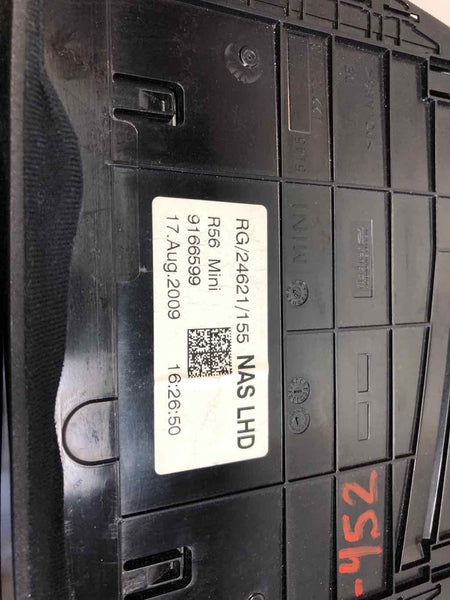 RG/24621/155 NAS LHD
R56 Mini
9166599
17.Aug.2009 16:26:50
MINI
-452